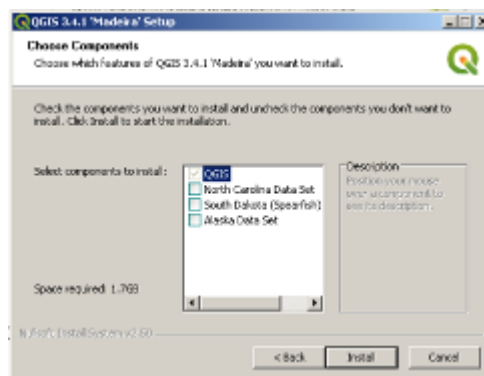 QGIS 3.4.1 'Madeira' Setup
Choose Components
Choose which features of QGIS 3.4.1 'Madeira' you want to install.
Check the components you want to install and uncheck the components you don't want to
install. Click Install to start the installation.
Select components to install:
QGIS
North Carolina Data Set
South Dakota (Spearfish)
Alaska Data Set
Description
Position your mouse
over a component to
see its description.
Space required: 1.7GB
Nullsoft Install System v2.50
< Back
Install
Cancel